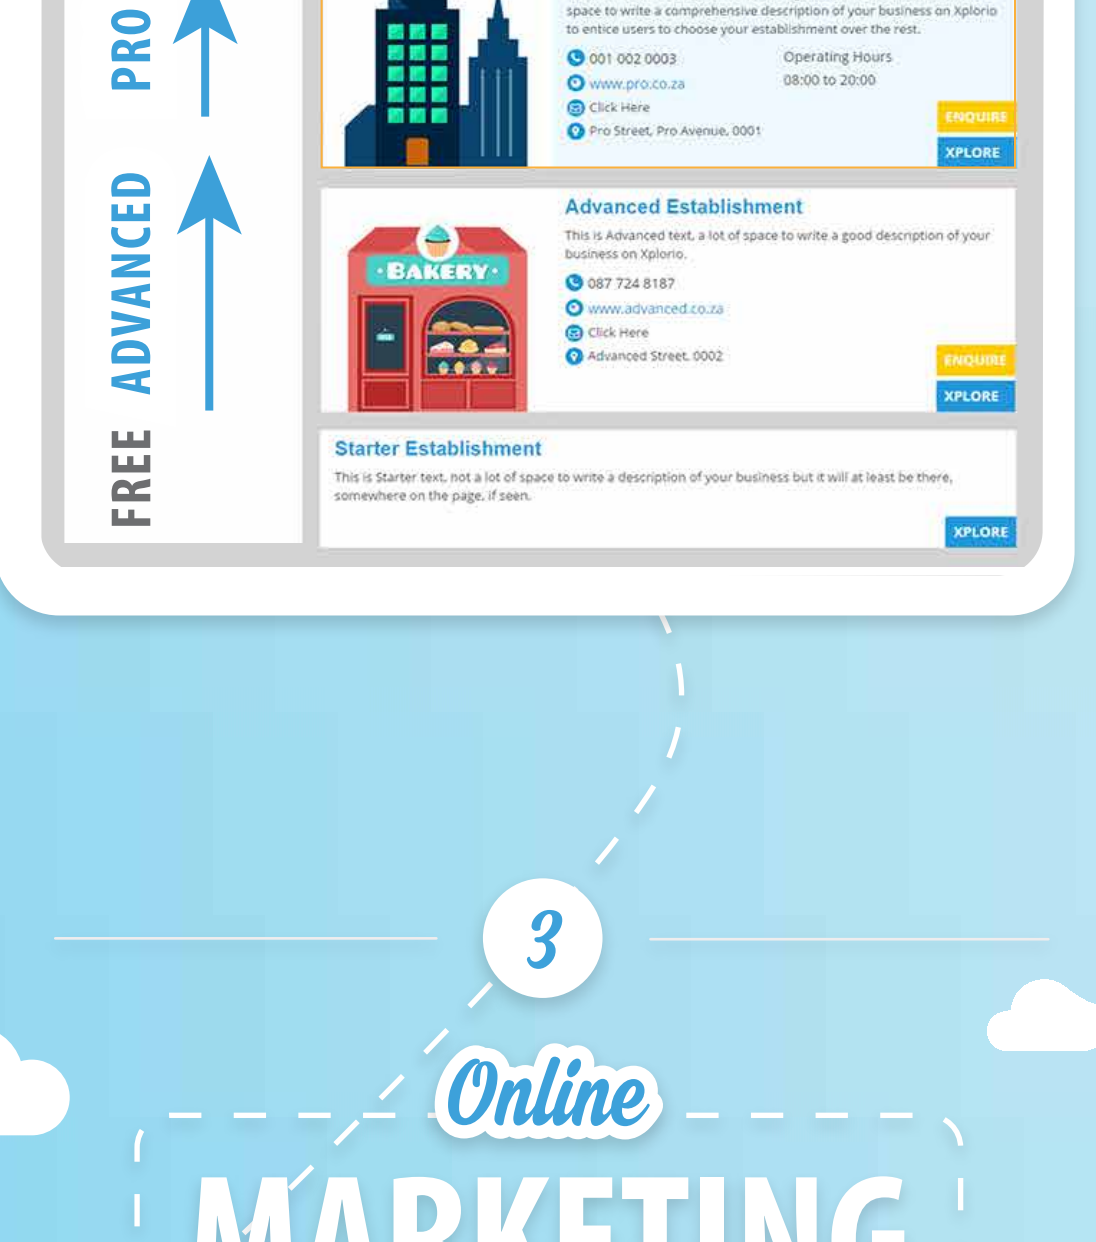 PRO
space to write a comprehensive description of your business on Xplorio
to entice users to choose your establishment over the rest.
001 002 0003
Operating Hours
www.pro.co.za
08:00 to 20:00
Click Here
Pro Street, Pro Avenue, 0001
ENQUIRE
XPLORE
ADVANCED
Advanced Establishment
This is Advanced text, a lot of space to write a good description of your
business on Xplorio.
• BAKERY •
087 724 8187
www.advanced.co.za
Click Here
Advanced Street, 0002
ENQUIRE
XPLORE
FREE
Starter Establishment
This is Starter text, not a lot of space to write a description of your business but it will at least be there,
somewhere on the page, if seen.
XPLORE
3
Online
MARKETING